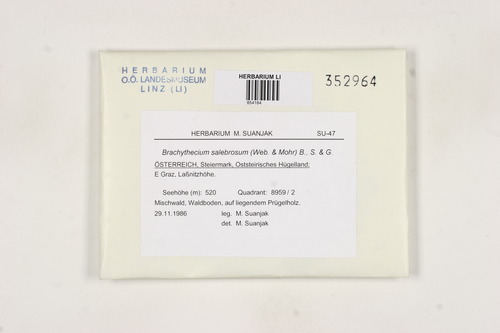 HERBARIUM
O.Ö. LANDESMUSEUM
LINZ (LI)
HERBARIUM LI
854184
352964
HERBARIUM M. SUANJAK SU-47
Brachythecium salebrosum (Web. & Mohr) B., S. & G.
ÖSTERREICH, Steiermark, Oststeirisches Hügelland;
E Graz, Laßnitzhöhe.
Seehöhe (m): 520 Quadrant: 8959 / 2
Mischwald, Waldboden, auf liegendem Prügelholz.
29.11.1986 leg. M. Suanjak
det. M. Suanjak